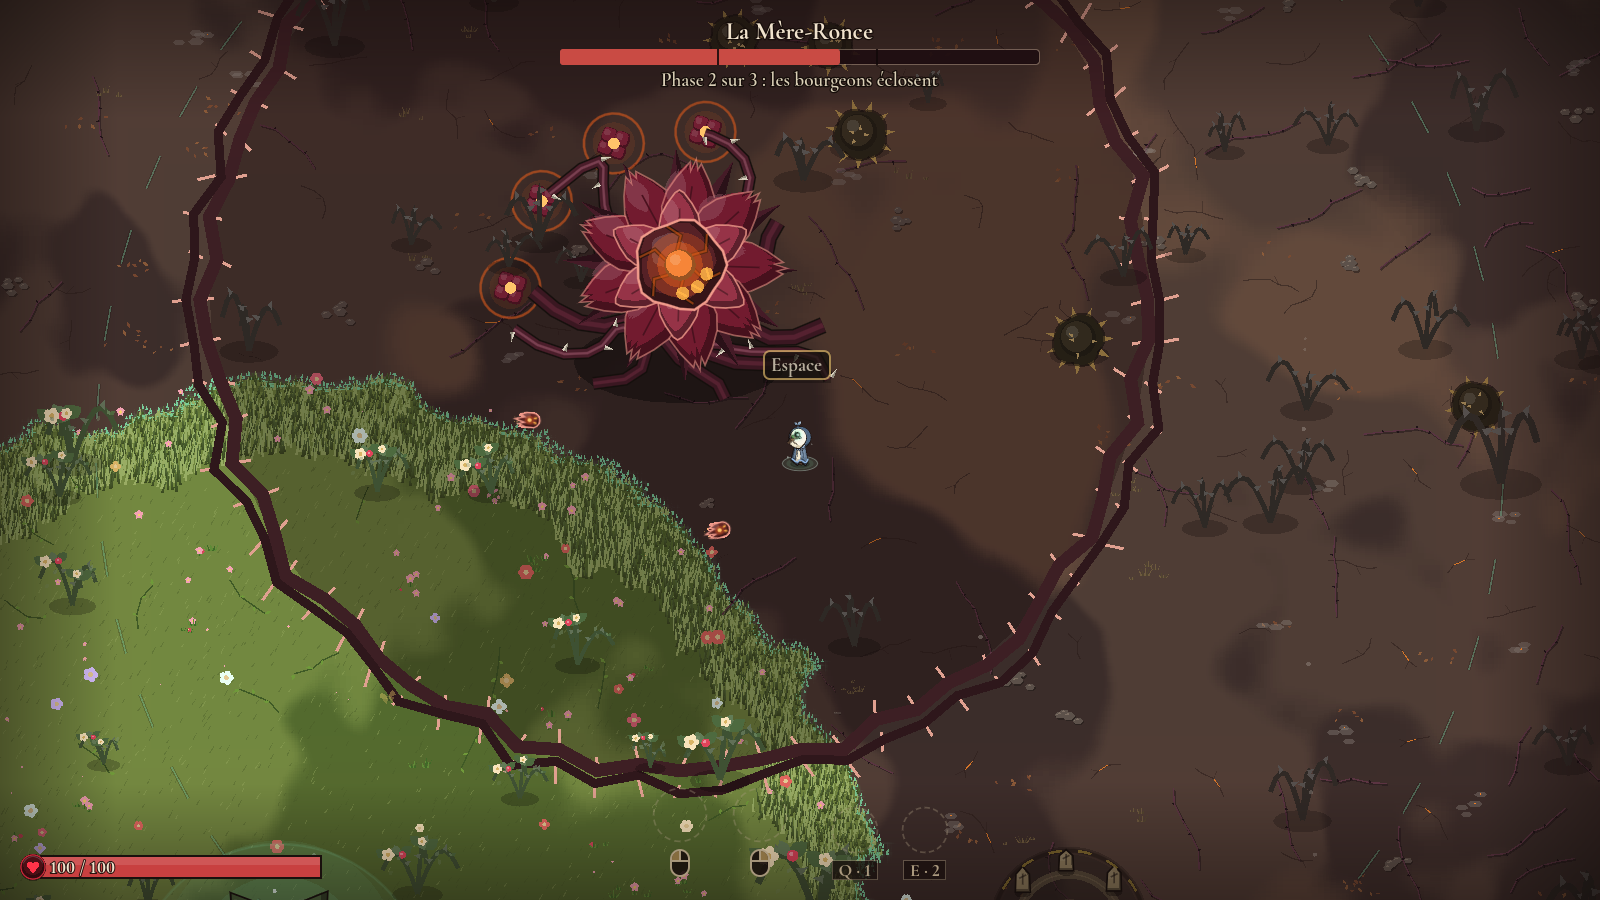 La Mère-Ronce
Phase 2 sur 3 : les bourgeons éclosent
Espace
100 / 100
Q · 1
E · 2